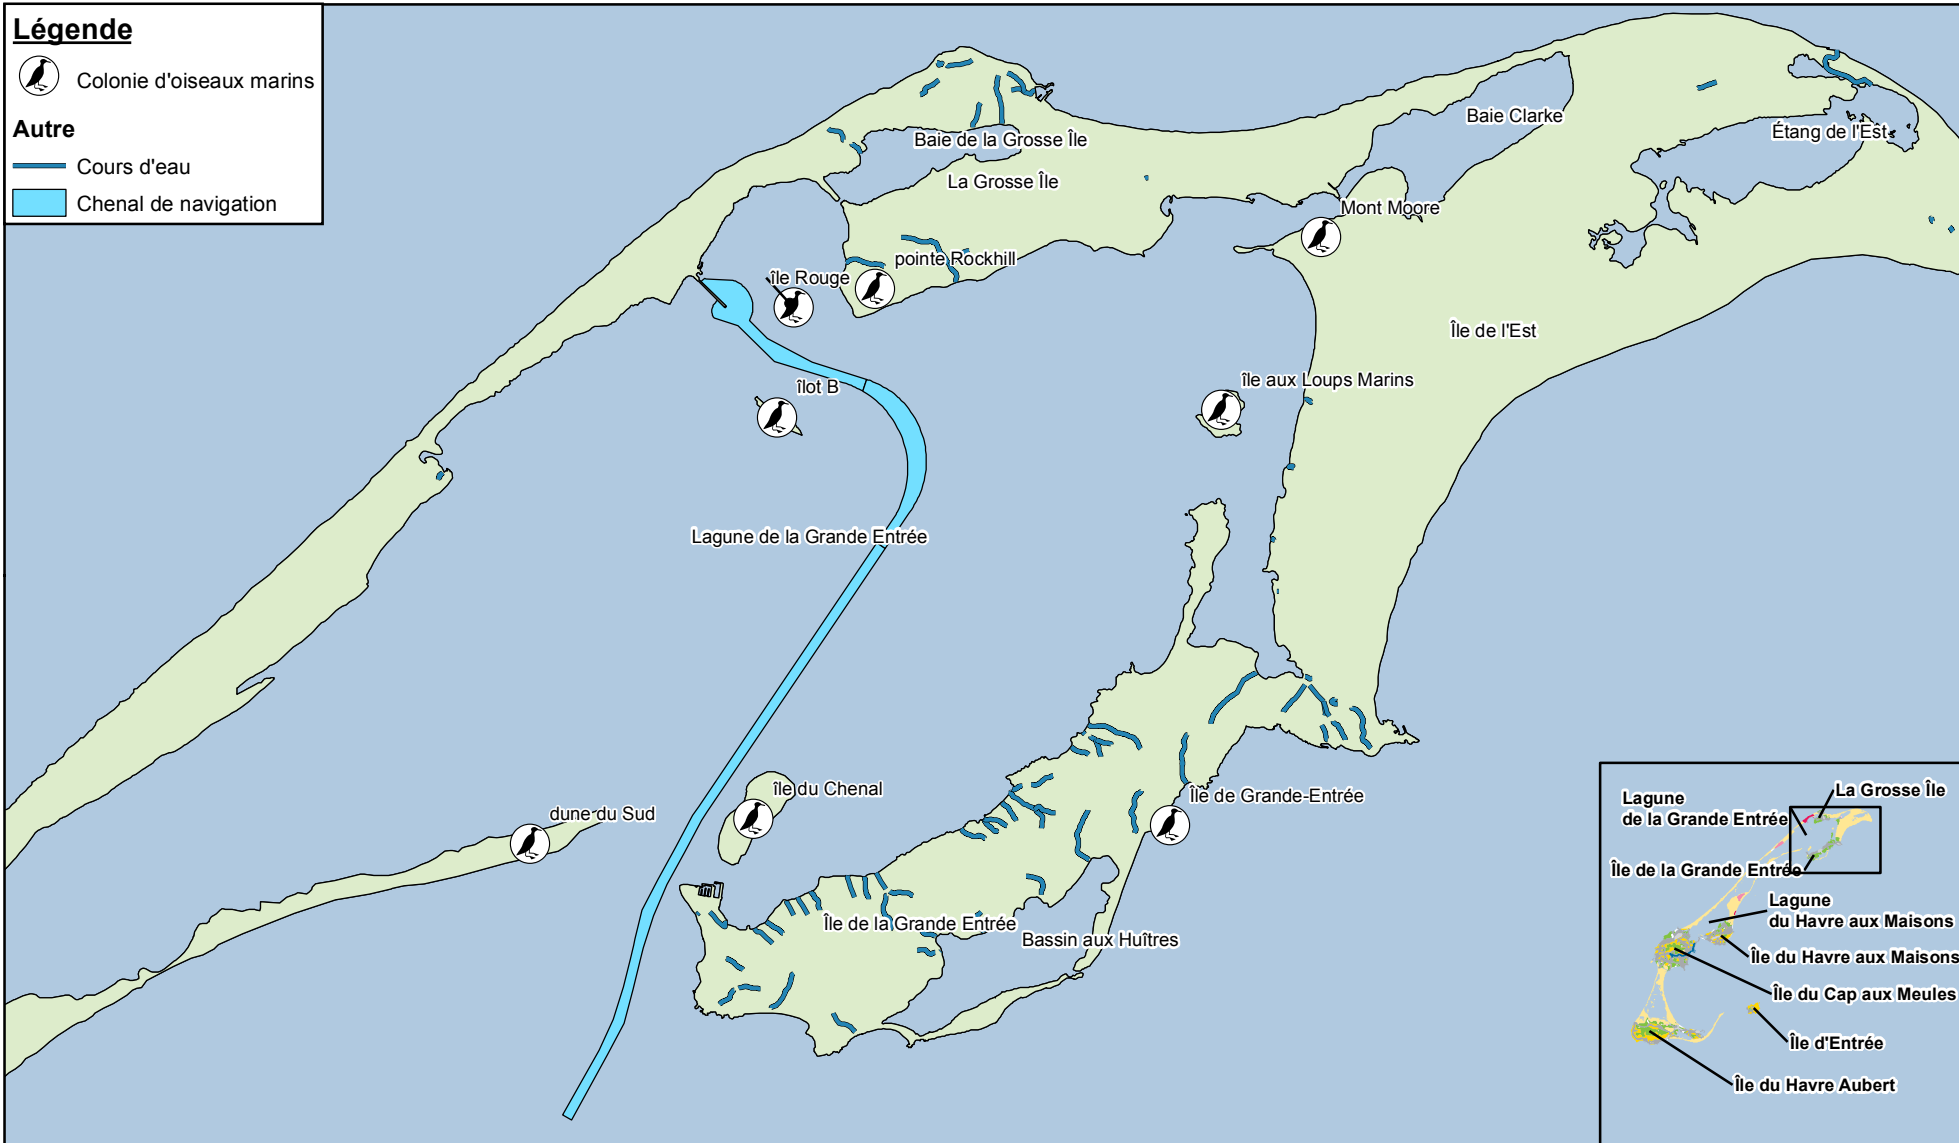 Légende
Colonie d'oiseaux marins
Autre
Cours d'eau
Chenal de navigation
Baie de la Grosse Île
La Grosse Île
Baie Clarke
Étang de l'Est
Mont Moore
pointe Rockhill
île Rouge
Île de l'Est
îlot B
île aux Loups Marins
Lagune de la Grande Entrée
île du Chenal
Île de Grande-Entrée
dune du Sud
Île de la Grande Entrée
Bassin aux Huîtres
La Grosse Île
Lagune
de la Grande Entrée
Île de la Grande Entrée
Lagune
du Havre aux Maisons
Île du Havre aux Maisons
Île du Cap aux Meules
Île d'Entrée
Île du Havre Aubert